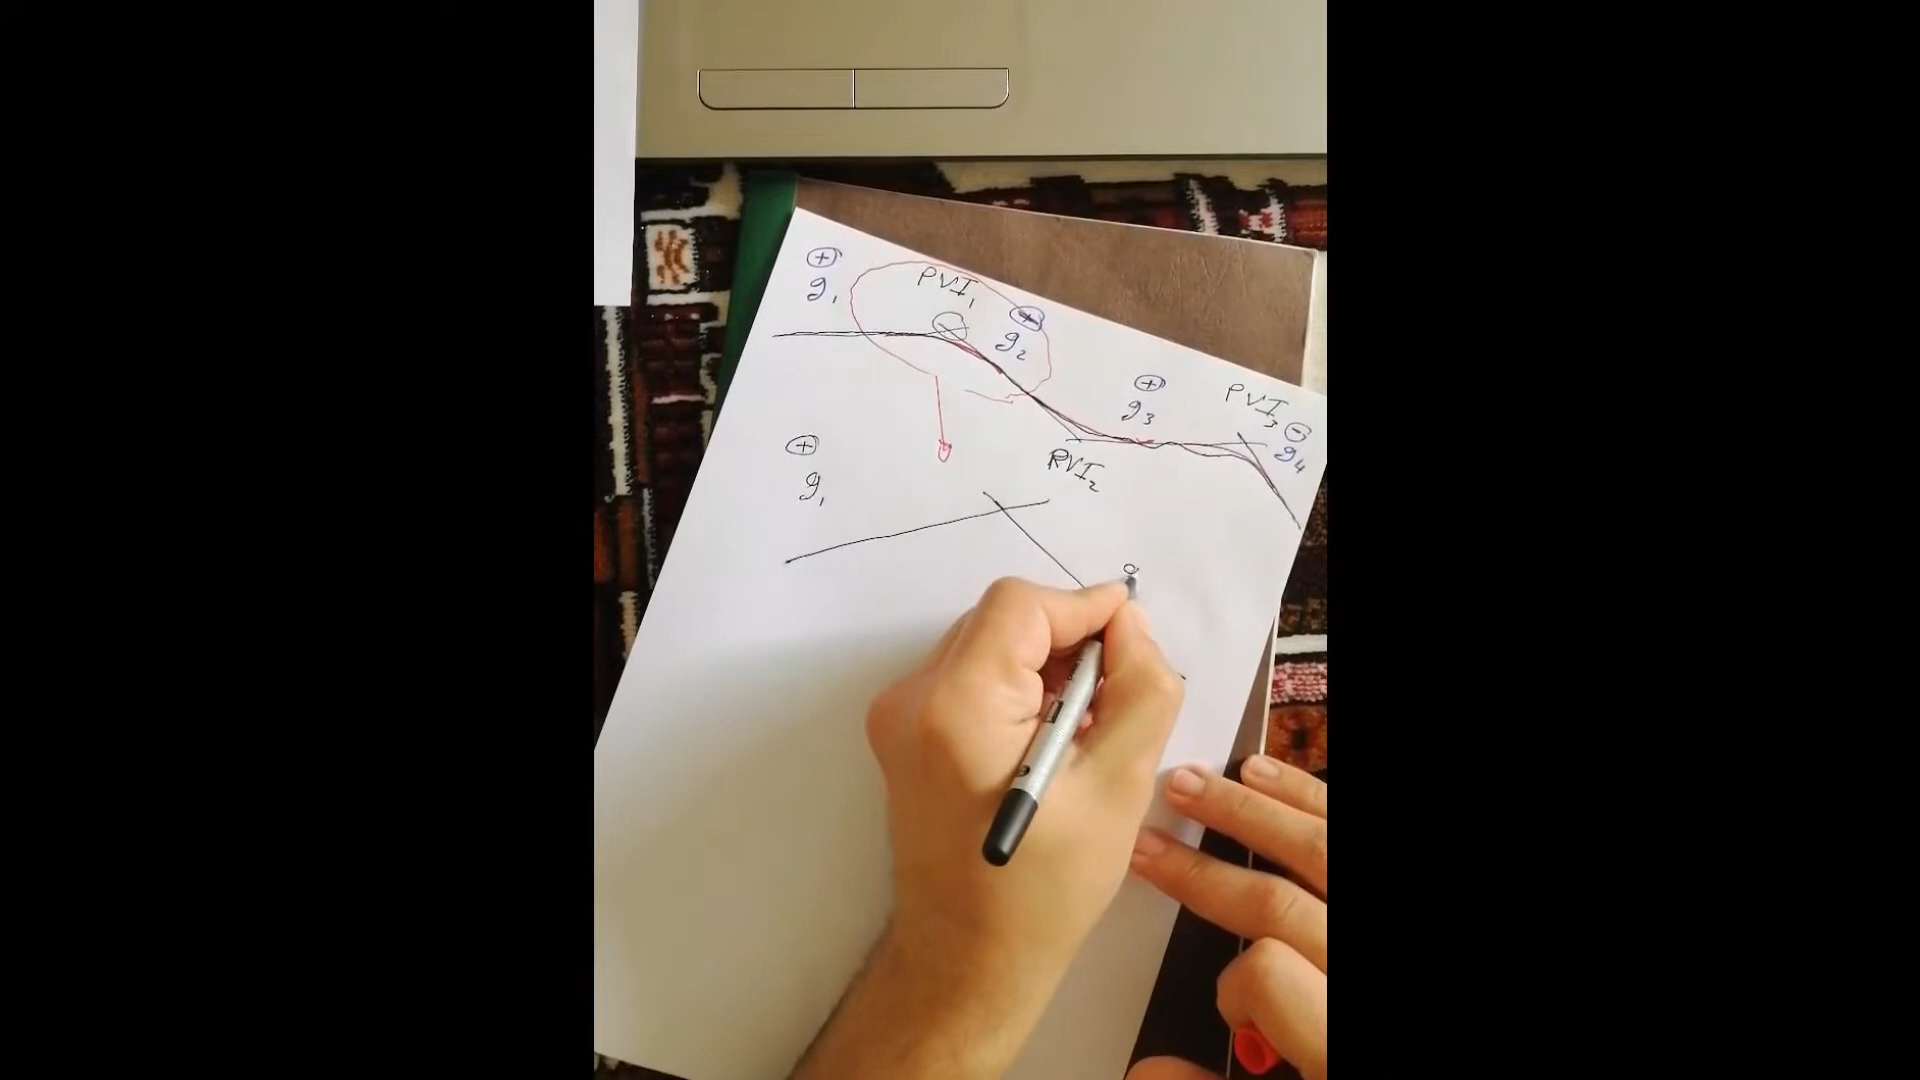 ⊕
g₁
PVI₁
⊕
g₂
⊕
g₃
PVI₃
⊖
g₄
PVI₂
⊕
g₁